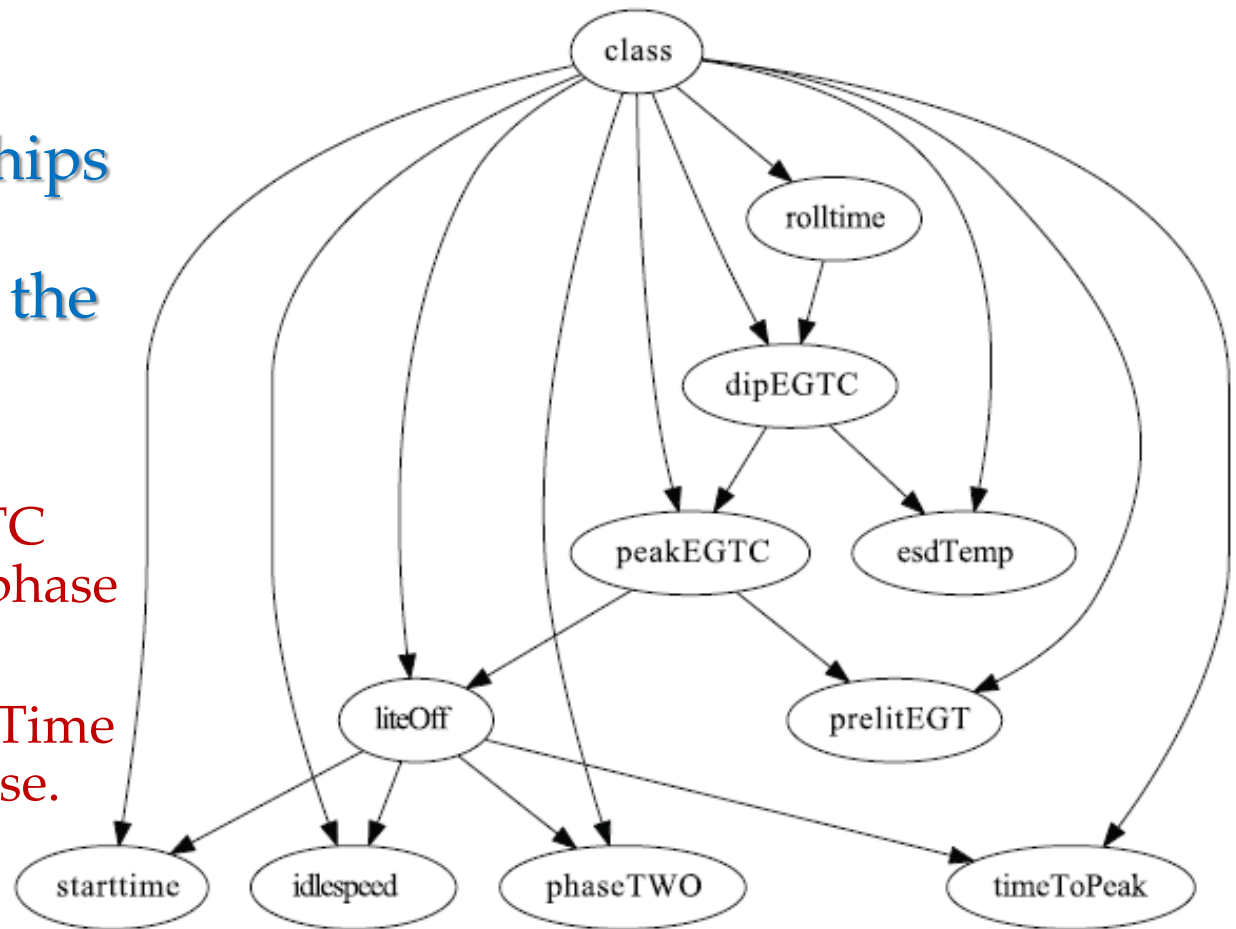 class
hips
rolltime
the
dipEGTC
TC
peakEGTC
esdTemp
phase
liteOff
prelitEGT
Time
se.
starttime
idlespeed
phaseTWO
timeToPeak